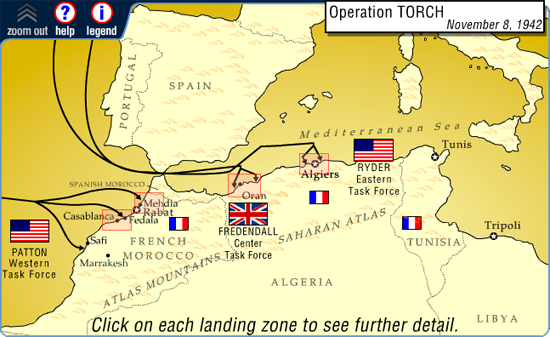 zoom out
help
legend
Operation TORCH
November 8, 1942
PORTUGAL
SPAIN
Mediterranean Sea
Tunis
Algiers
RYDER
Eastern
Task Force
SPANISH MOROCCO
Mehdia
Rabat
Casablanca
Fedala
Oran
FREDENDALL
Center
Task Force
PATTON
Western
Task Force
Safi
Marrakesh
FRENCH
MOROCCO
ATLAS MOUNTAINS
SAHARAN ATLAS
TUNISIA
Tripoli
ALGERIA
LIBYA
Click on each landing zone to see further detail.